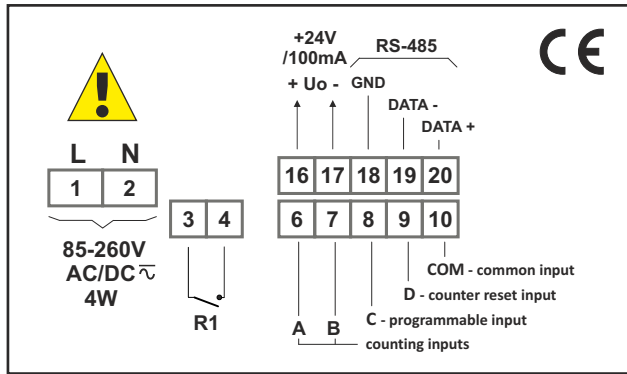 +24V
/100mA
+ Uo -
RS-485
GND
DATA -
DATA +
CE
!
L N
1 2
85-260V
AC/DC
4W
3 4
R1
16 17 18 19 20
6 7 8 9 10
COM - common input
D - counter reset input
C - programmable input
A B
counting inputs